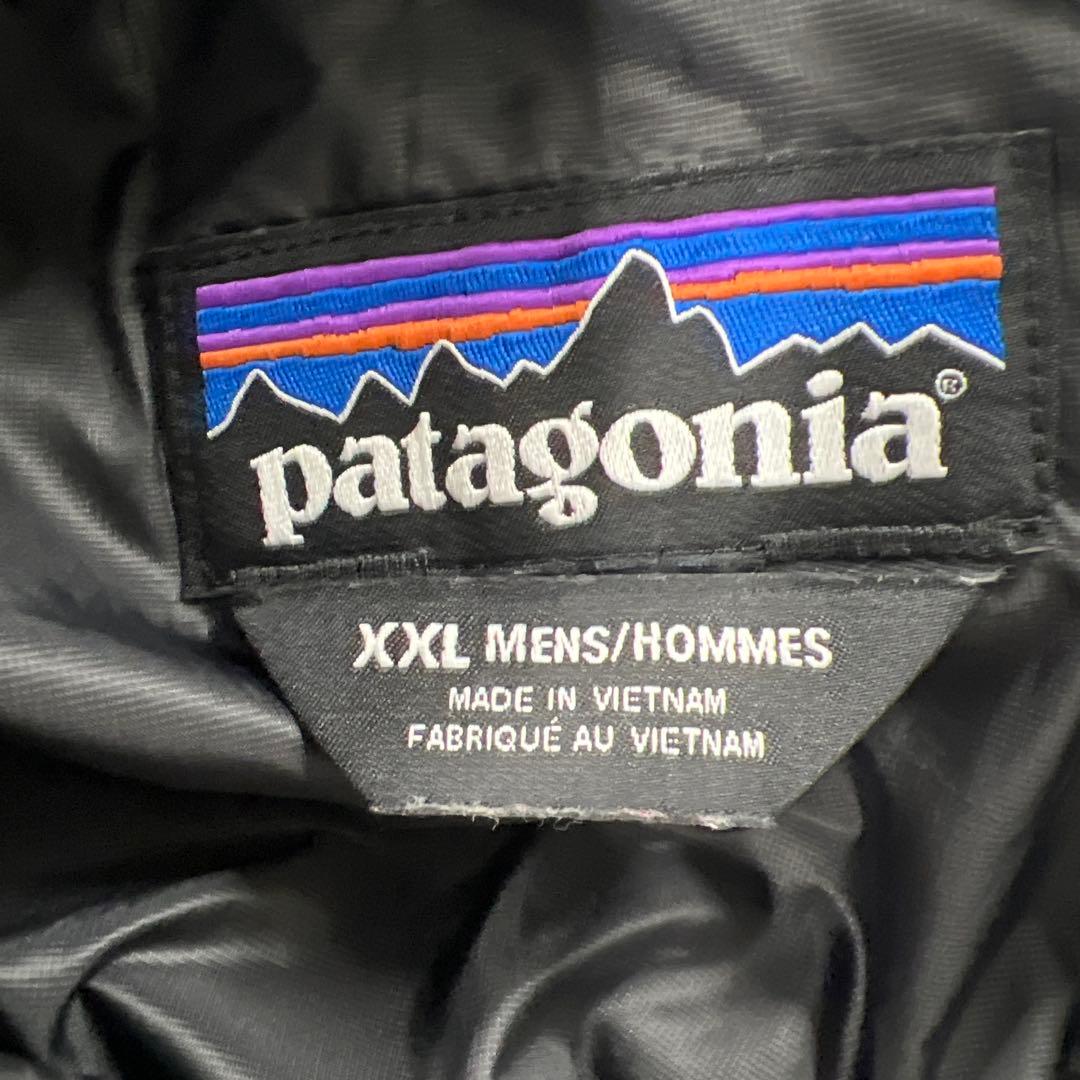 patagonia®
XXL MENS/HOMMES
MADE IN VIETNAM
FABRIQUÉ AU VIETNAM